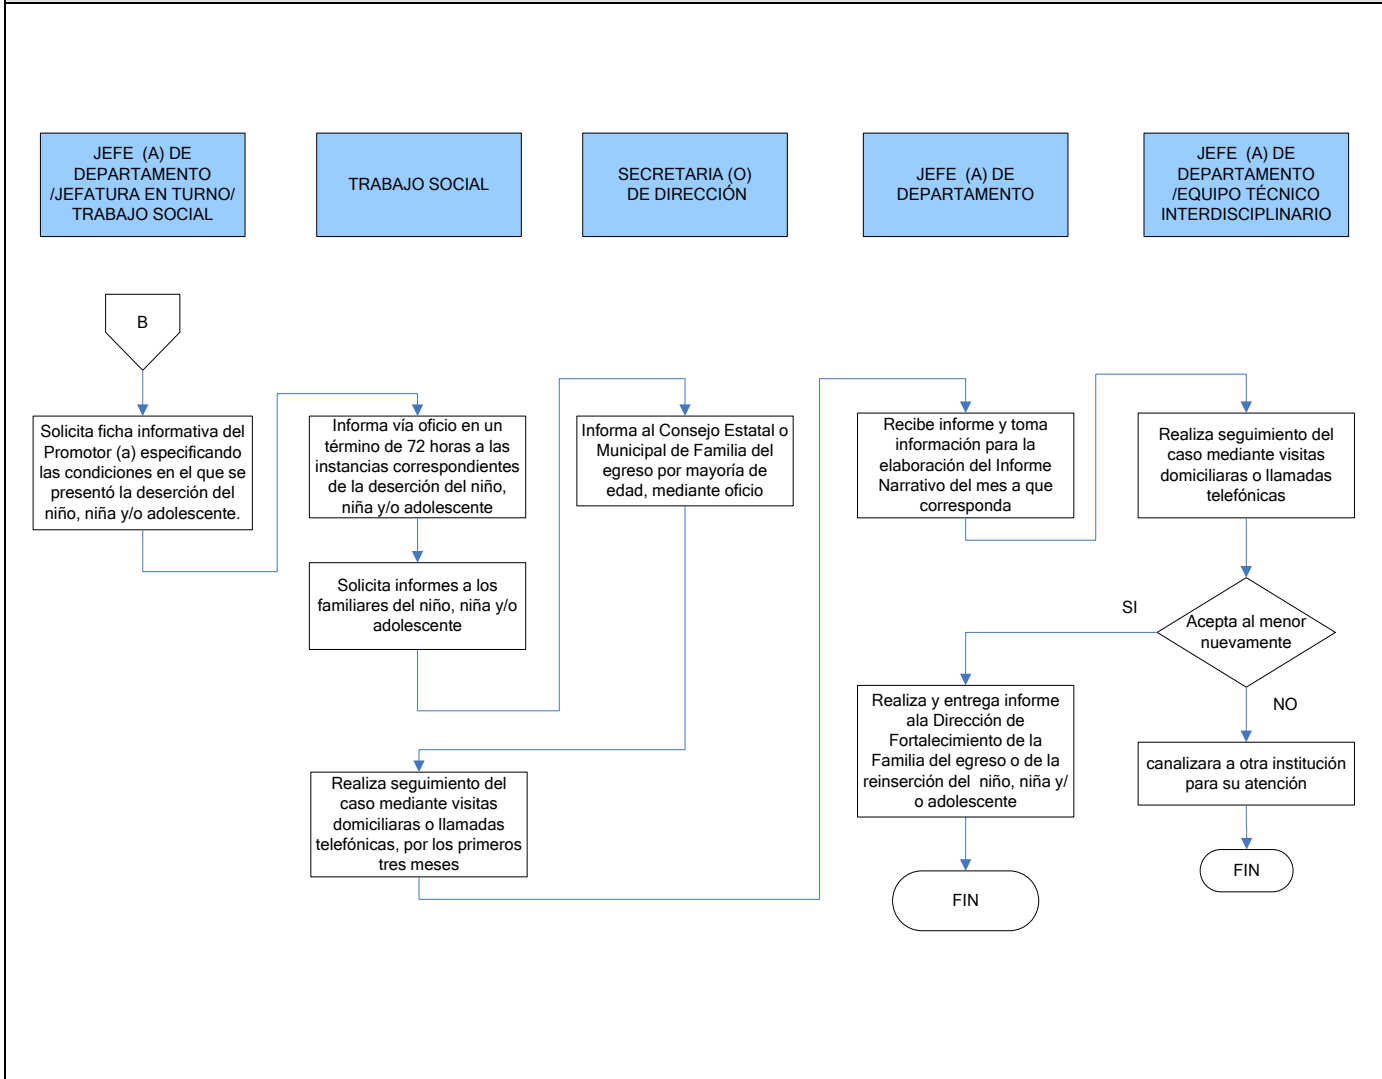 JEFE (A) DE
DEPARTAMENTO
/JEFATURA EN TURNO/
TRABAJO SOCIAL
TRABAJO SOCIAL
SECRETARIA (O)
DE DIRECCIÓN
JEFE (A) DE
DEPARTAMENTO
JEFE (A) DE
DEPARTAMENTO
/EQUIPO TÉCNICO
INTERDISCIPLINARIO
B
Solicita ficha informativa del
Promotor (a) especificando
las condiciones en el que se
presentó la deserción del
niño, niña y/o adolescente.
Informa vía oficio en un
término de 72 horas a las
instancias correspondientes
de la deserción del niño,
niña y/o adolescente
Informa al Consejo Estatal o
Municipal de Familia del
egreso por mayoría de
edad, mediante oficio
Recibe informe y toma
información para la
elaboración del Informe
Narrativo del mes a que
corresponda
Realiza seguimiento del
caso mediante visitas
domiciliaras o llamadas
telefónicas
Solicita informes a los
familiares del niño, niña y/o
adolescente
SI
Acepta al menor
nuevamente
NO
Realiza y entrega informe
ala Dirección de
Fortalecimiento de la
Familia del egreso o de la
reinserción del niño, niña y/
o adolescente
canalizara a otra institución
para su atención
Realiza seguimiento del
caso mediante visitas
domiciliaras o llamadas
telefónicas, por los primeros
tres meses
FIN
FIN